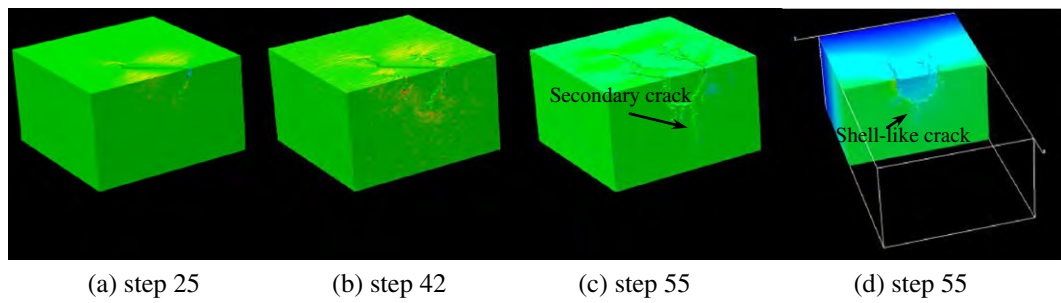 Secondary crack
Shell-like crack
(a) step 25
(b) step 42
(c) step 55
(d) step 55